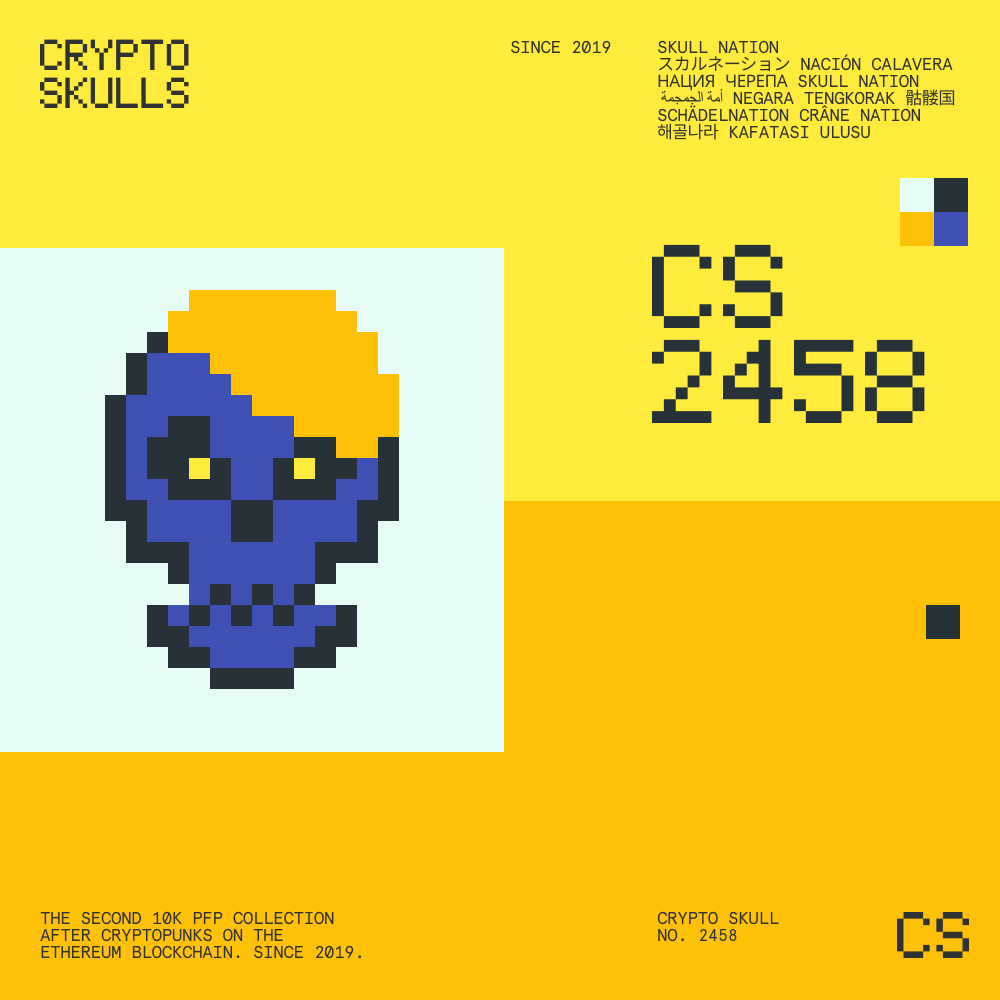 CRYPTO
SKULLS
SINCE 2019
SKULL NATION
スカルネーション NACIÓN CALAVERA
НАЦИЯ ЧЕРЕПА SKULL NATION
أمة الجمجمة NEGARA TENGKORAK 骷髅国
SCHÄDELNATION CRÂNE NATION
해골나라 KAFATASI ULUSU
CS
2458
THE SECOND 10K PFP COLLECTION
AFTER CRYPTOPUNKS ON THE
ETHEREUM BLOCKCHAIN. SINCE 2019.
CRYPTO SKULL
NO. 2458
CS